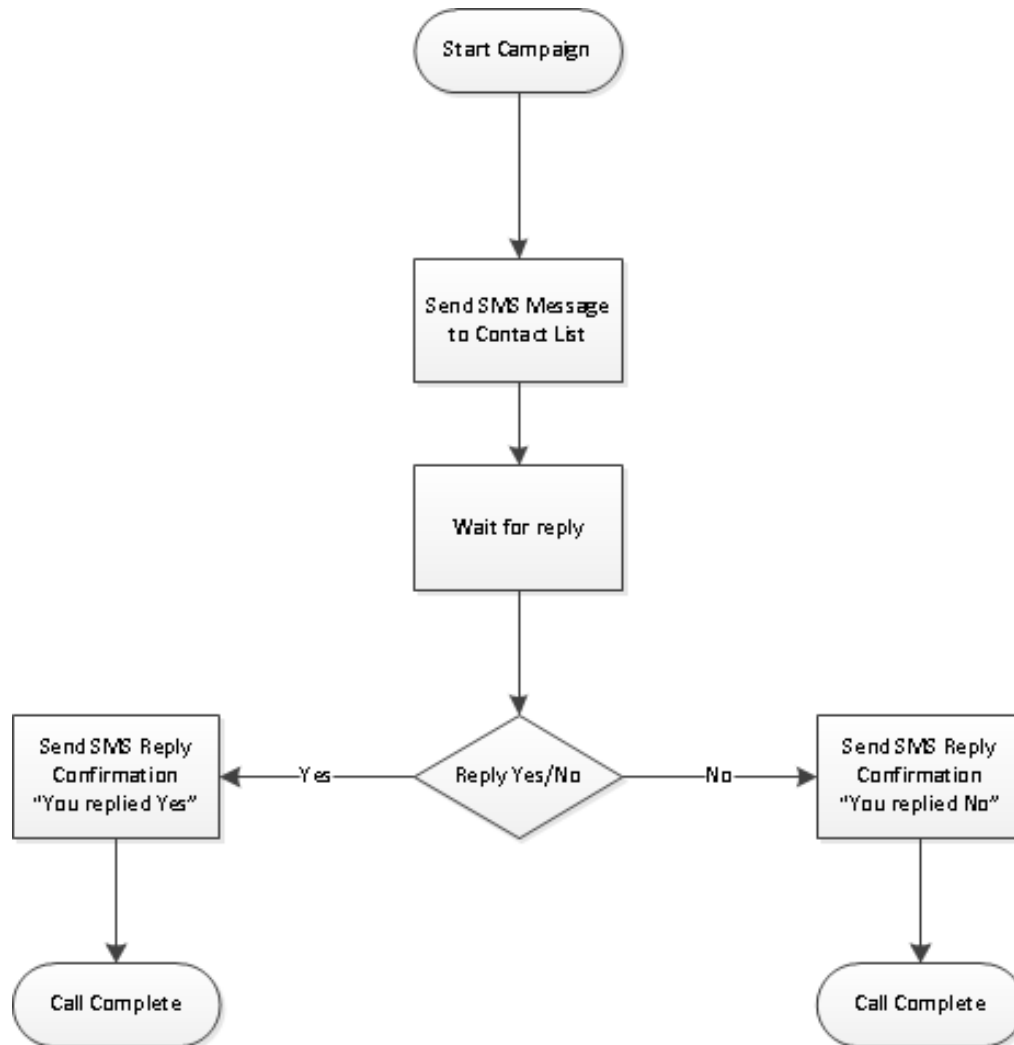 Start Campaign
Send SMS Message
to Contact List
Wait for reply
Send SMS Reply
Confirmation
“You replied Yes”
Yes
Reply Yes/No
No
Send SMS Reply
Confirmation
“You replied No”
Call Complete
Call Complete